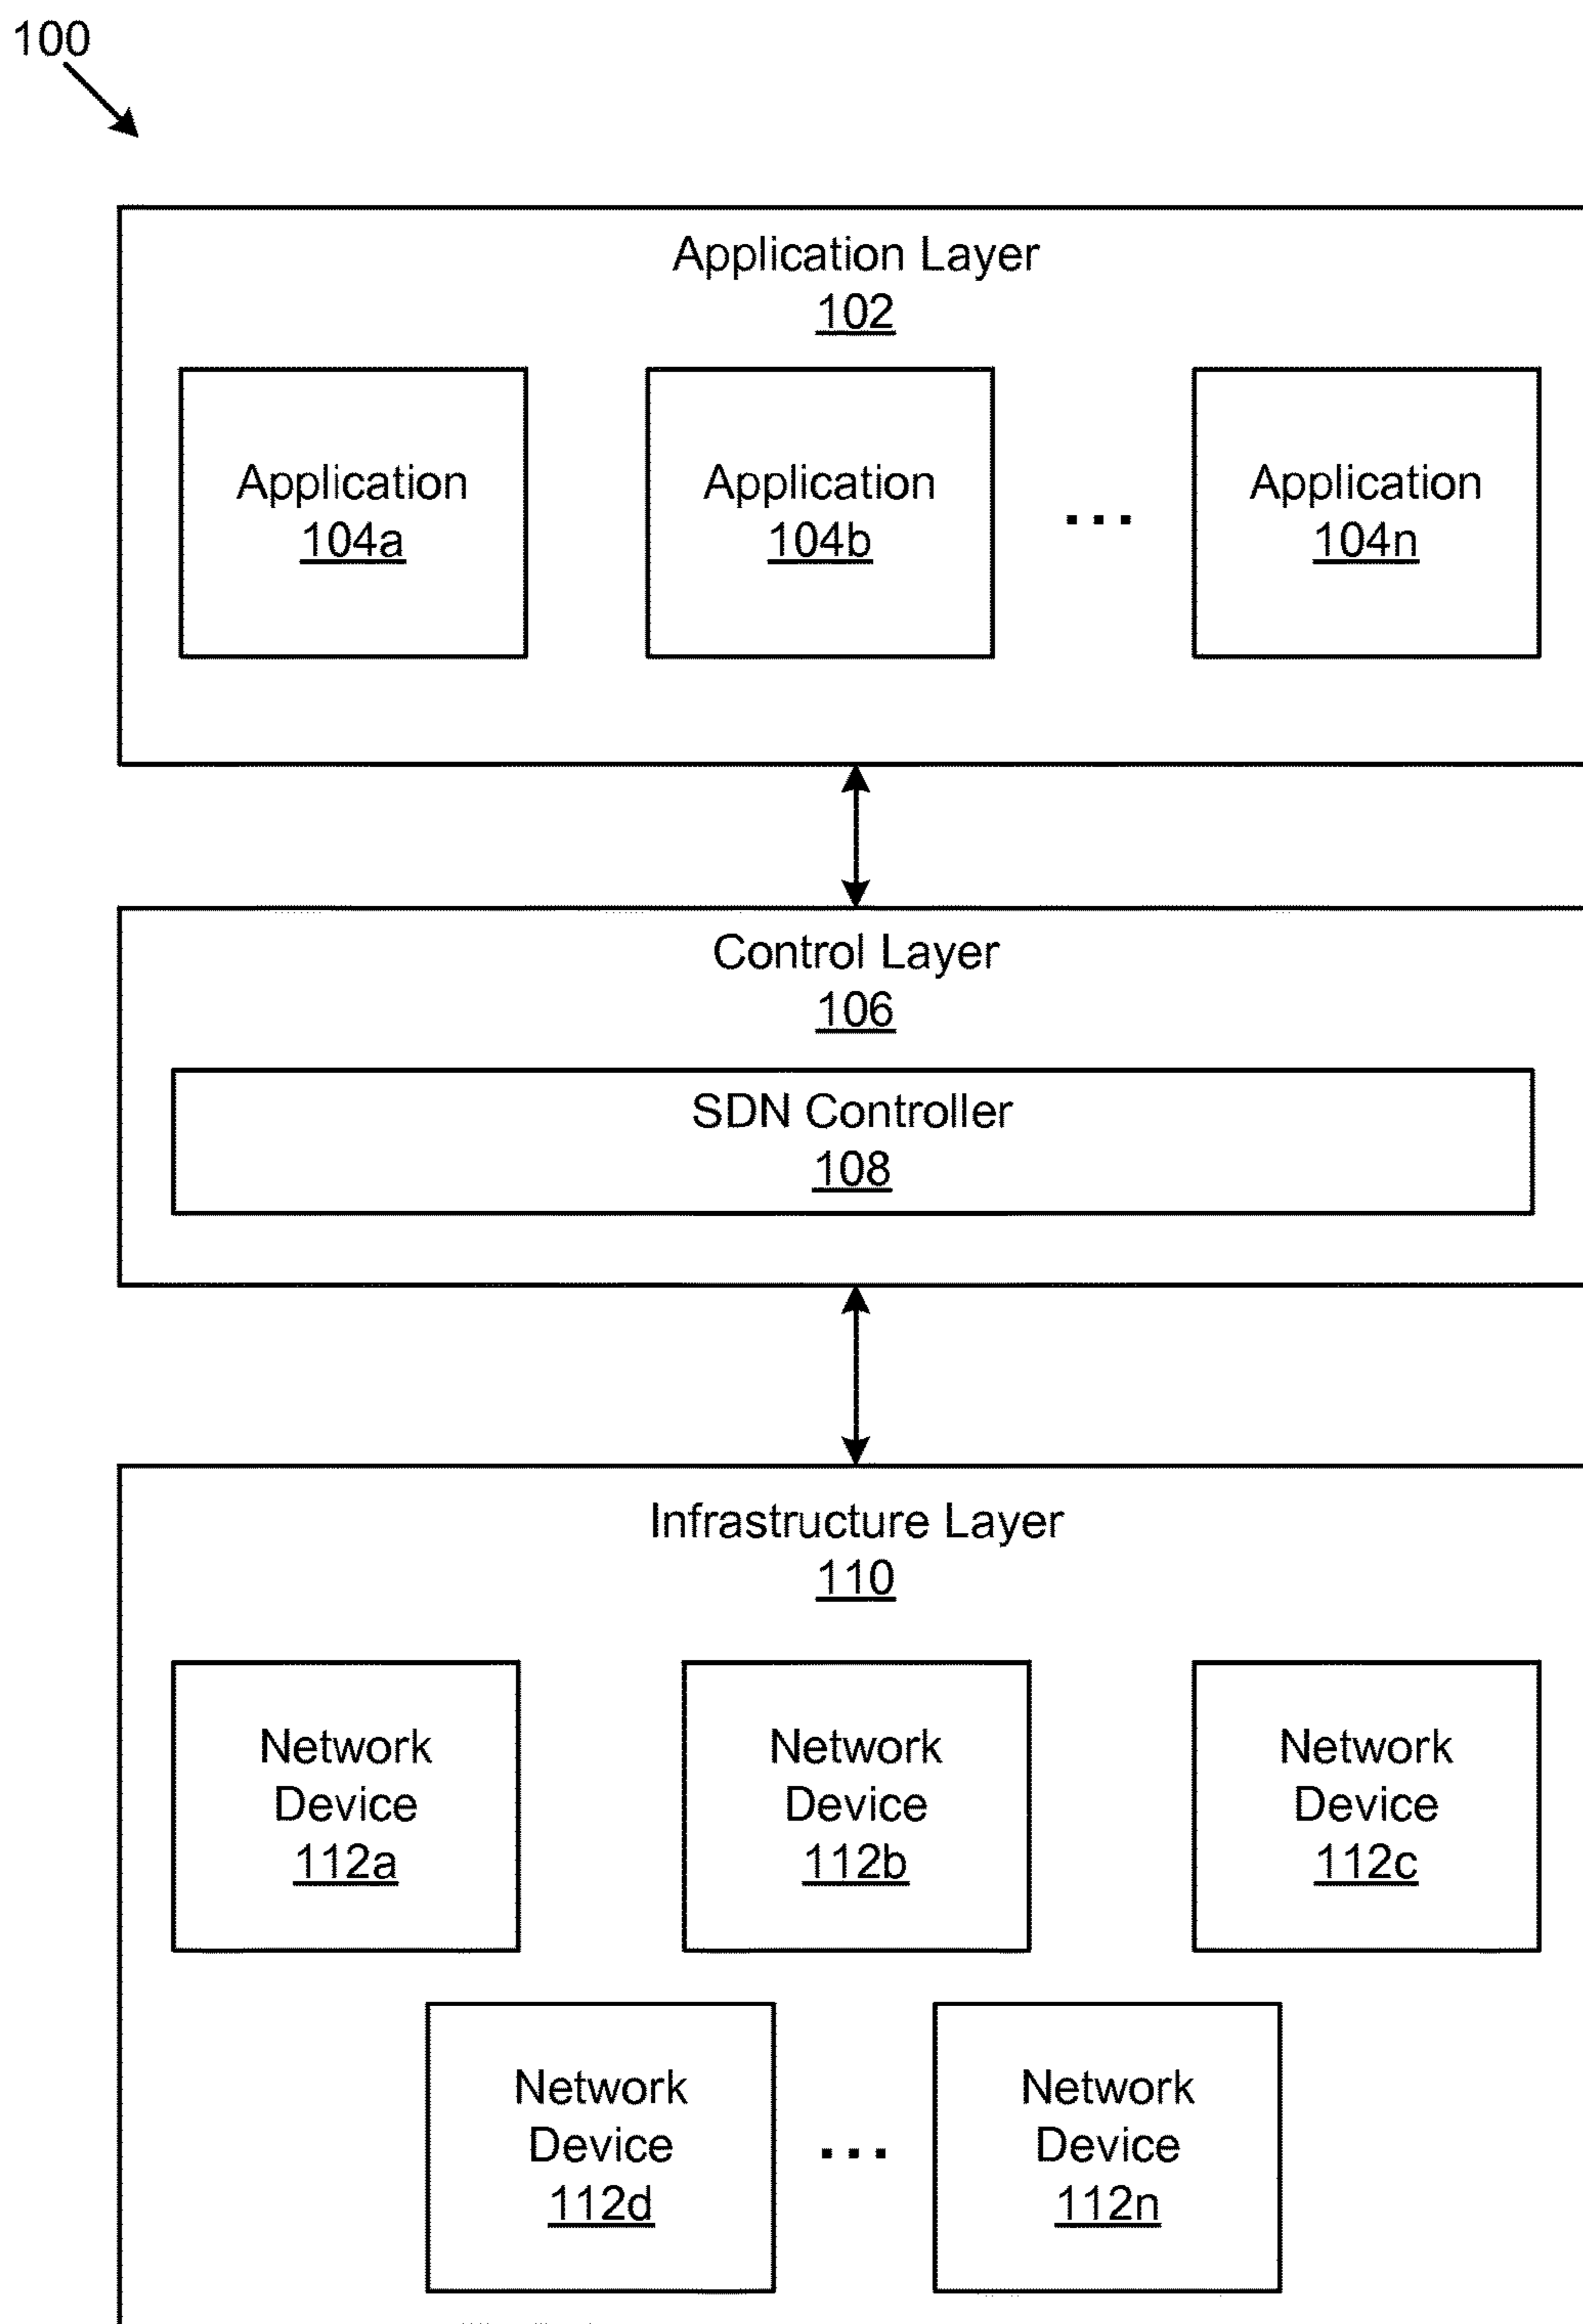 100
Application Layer
102
Application
104a
Application
104b
...
Application
104n
Control Layer
106
SDN Controller
108
Infrastructure Layer
110
Network
Device
112a
Network
Device
112b
Network
Device
112c
Network
Device
112d
...
Network
Device
112n